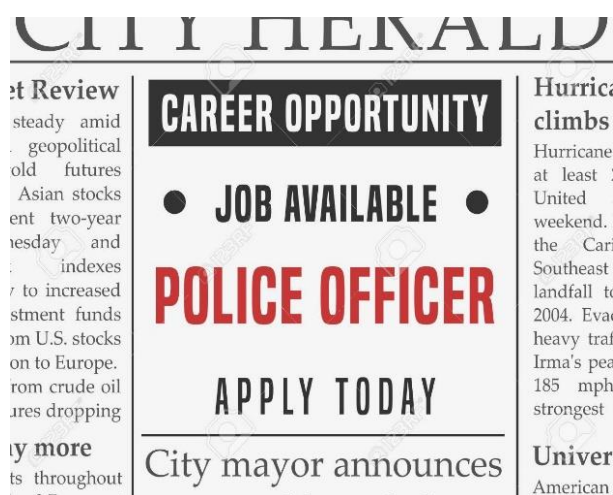 CITY HERALD
et Review
steady amid
geopolitical
old futures
Asian stocks
ent two-year
nesday and
indexes
to increased
stment funds
om U.S. stocks
on to Europe.
rom crude oil
ures dropping
ny more
ts throughout
CAREER OPPORTUNITY
• JOB AVAILABLE •
POLICE OFFICER
APPLY TODAY
City mayor announces
Hurrica
climbs
Hurricane
at least
United
weekend.
the Cari
Southeast
landfall to
2004. Evac
heavy traf
Irma's pea
185 mph
strongest
Univer
American